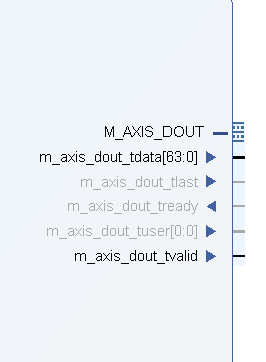 M_AXIS_DOUT
m_axis_dout_tdata[63:0]
m_axis_dout_tlast
m_axis_dout_tready
m_axis_dout_tuser[0:0]
m_axis_dout_tvalid